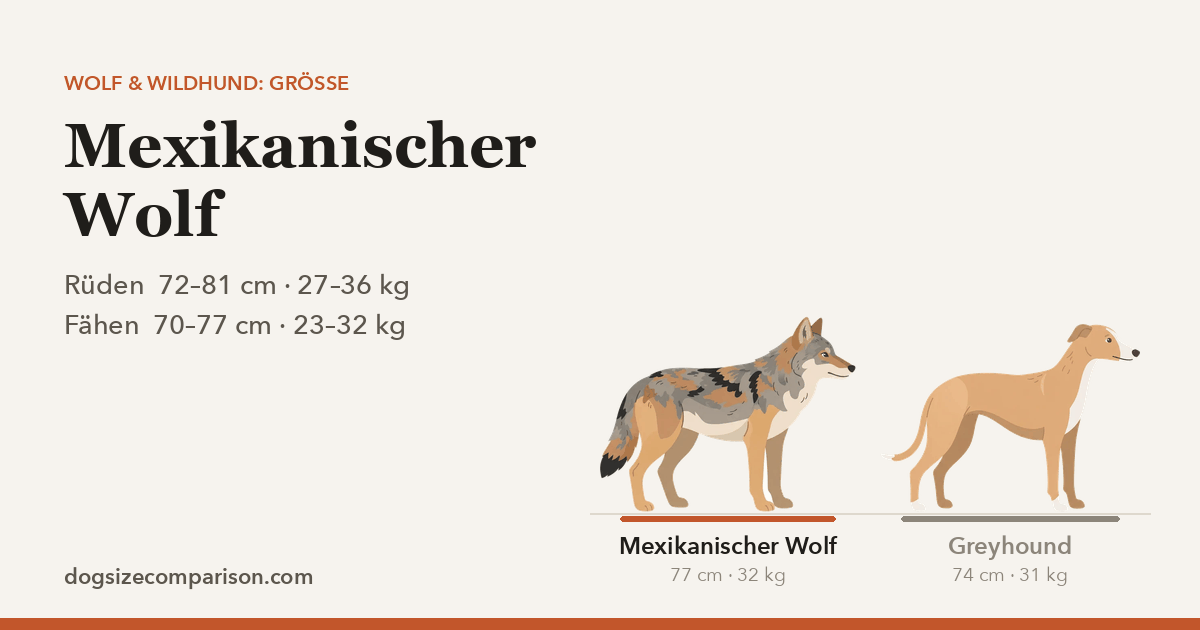 WOLF & WILDHUND: GRÖSSE
Mexikanischer
Wolf
Rüden 72–81 cm · 27–36 kg
Fähen 70–77 cm · 23–32 kg
Mexikanischer Wolf
77 cm · 32 kg
Greyhound
74 cm · 31 kg
dogsizecomparison.com